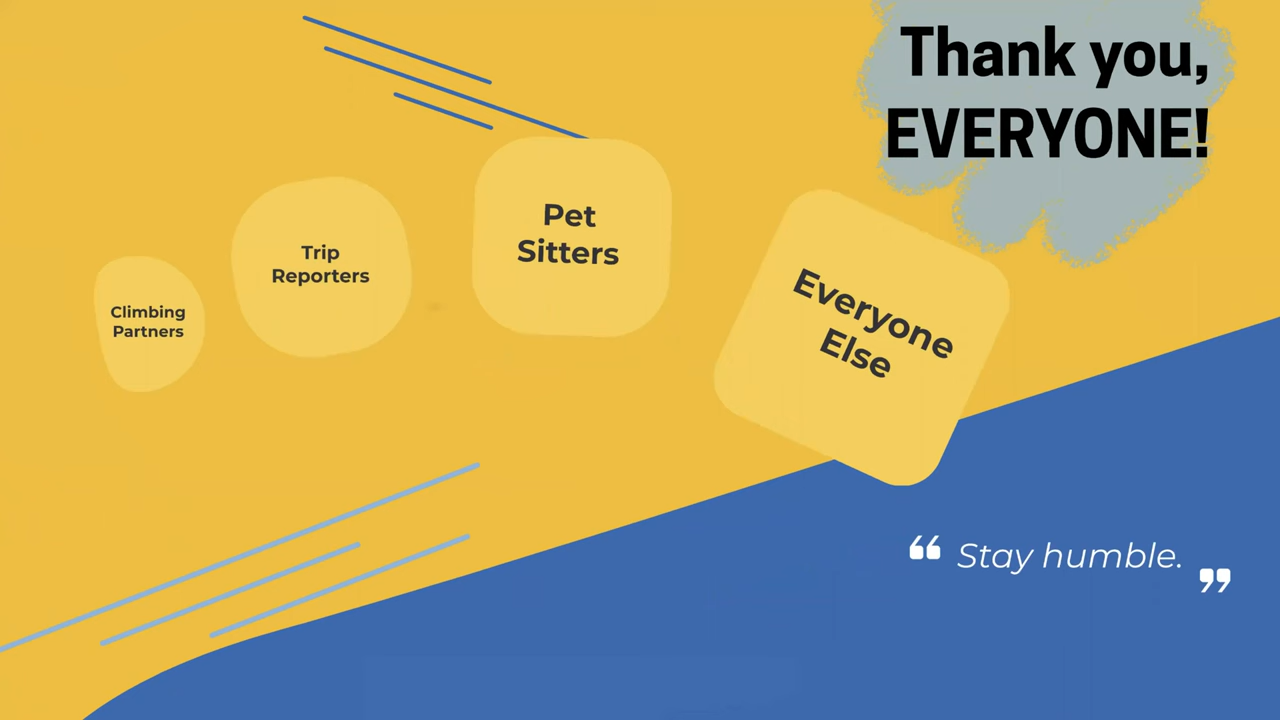 Thank you,
EVERYONE!
Climbing
Partners
Trip
Reporters
Pet
Sitters
Everyone
Else
“ Stay humble. ”